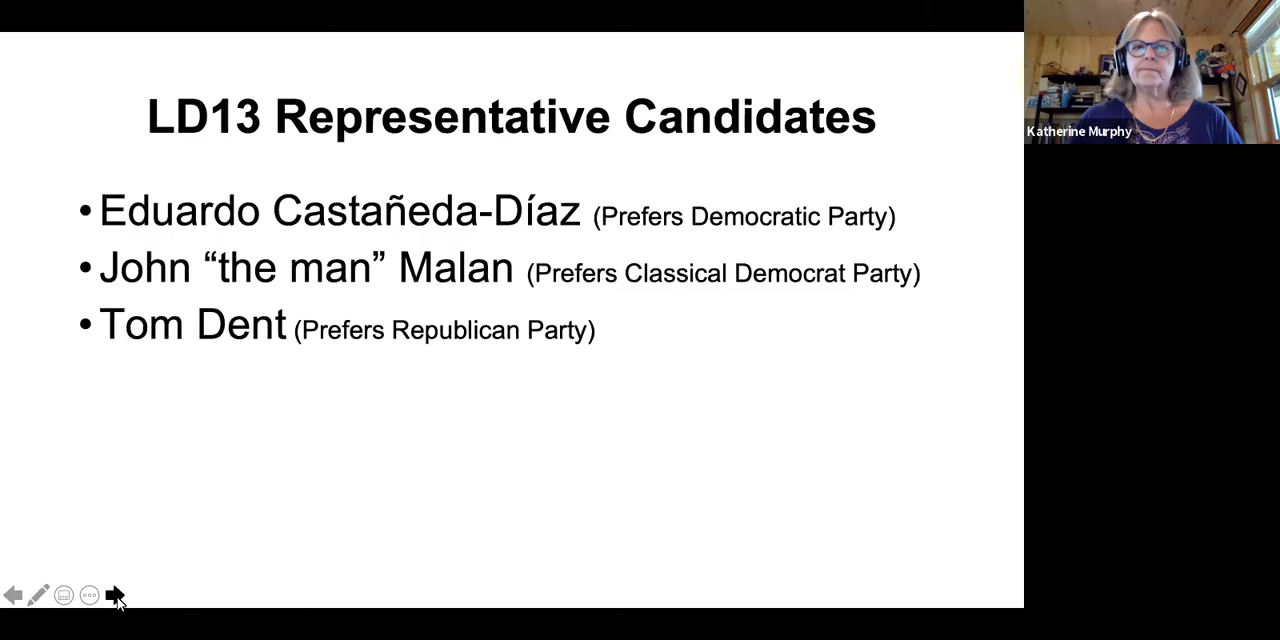 LD13 Representative Candidates
• Eduardo Castañeda-Díaz (Prefers Democratic Party)
• John “the man” Malan (Prefers Classical Democrat Party)
• Tom Dent (Prefers Republican Party)
Katherine Murphy